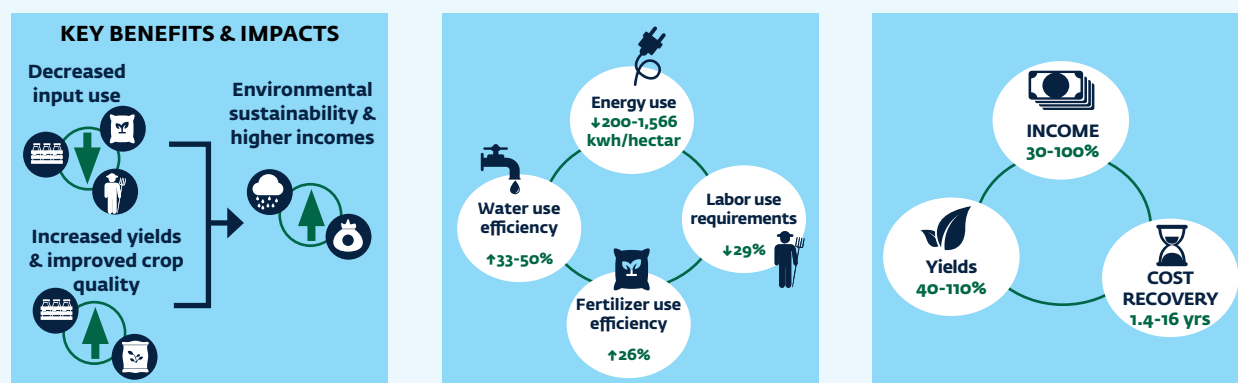 KEY BENEFITS & IMPACTS
Decreased
input use
Environmental
sustainability &
higher incomes
Increased yields
& improved crop
quality
Energy use
↓200-1,566
kwh/hectar
Water use
efficiency
↑33-50%
Labor use
requirements
↓29%
Fertilizer use
efficiency
↑26%
INCOME
30-100%
Yields
40-110%
COST
RECOVERY
1.4-16 yrs